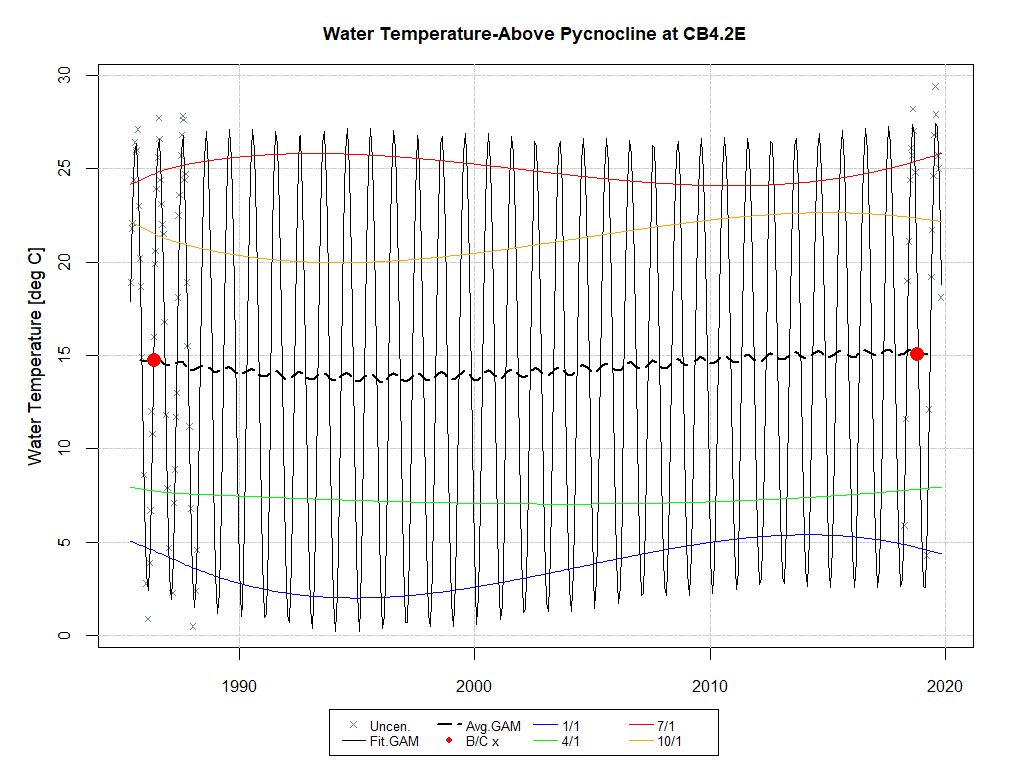 Water Temperature-Above Pycnocline at CB4.2E
Water Temperature [deg C]
30
25
20
15
10
5
0
1990 2000 2010 2020
Uncen. Avg.GAM 1/1 7/1
Fit.GAM B/C x 4/1 10/1